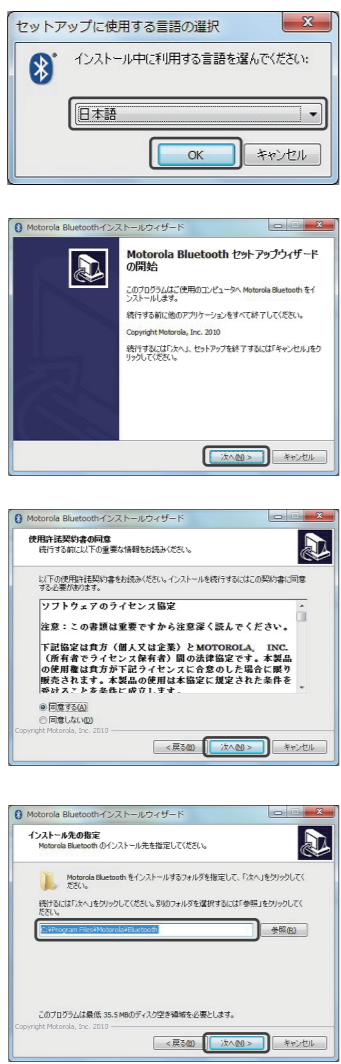 セットアップに使用する言語の選択
インストール中に利用する言語を選んでください:
日本語
OK
キャンセル
Motorola Bluetoothインストールウィザード
Motorola Bluetooth セットアップウィザード
の開始
このプログラムはご使用のコンピュータへ Motorola Bluetooth をイ
ンストールします。
続行する前に他のアプリケーションをすべて終了してください。
Copyright Motorola, Inc. 2010
続行するには「次へ」、セットアップを終了するには「キャンセル」をク
リックしてください。
次へ(N) >
キャンセル
Motorola Bluetoothインストールウィザード
使用許諾契約書の同意
続行する前に以下の重要な情報をお読みください。
以下の使用許諾契約書をお読みください。インストールを続行するにはこの契約書に同意
する必要があります。
ソフトウェアのライセンス協定
注意:この書類は重要ですから注意深く読んでください。
下記協定は貴方(個人又は企業)とMOTOROLA, INC.
(所有者でライセンス保有者)間の法律協定です。本製品
の使用権は貴方が下記ライセンスに合意のした場合に限り
販売されます。本製品の使用は本協定に規定された条件を
受けることを条件に成立します。
同意する(A)
同意しない(D)
Copyright Motorola, Inc. 2010
< 戻る(B)
次へ(N) >
キャンセル
Motorola Bluetoothインストールウィザード
インストール先の指定
Motorola Bluetooth のインストール先を指定してください。
Motorola Bluetooth をインストールするフォルダを指定して、「次へ」をクリックしてく
ださい。
続けるには「次へ」をクリックしてください。別のフォルダを選択するには「参照」をクリックしてく
ださい。
C:¥Program Files¥Motorola¥Bluetooth
参照(R)
このプログラムは最低 35.5 MBのディスク空き領域を必要とします。
Copyright Motorola, Inc. 2010
< 戻る(B)
次へ(N) >
キャンセル